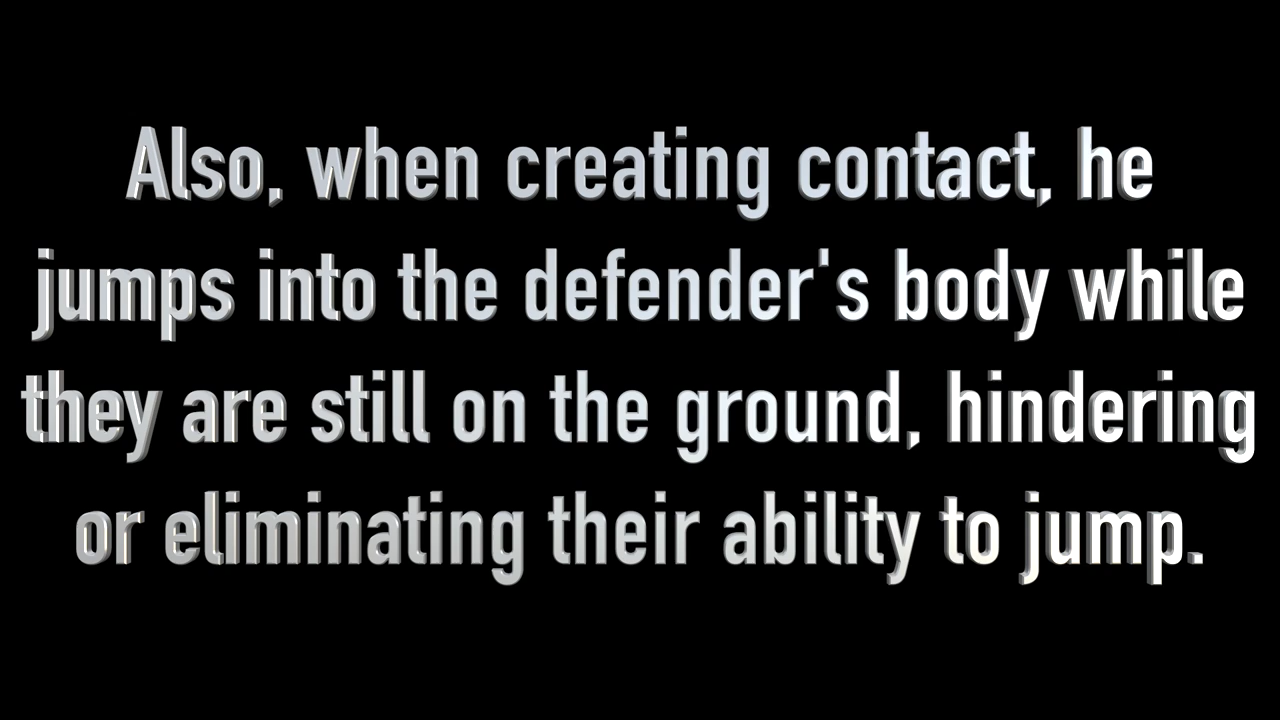 Also, when creating contact, he
jumps into the defender's body while
they are still on the ground, hindering
or eliminating their ability to jump.